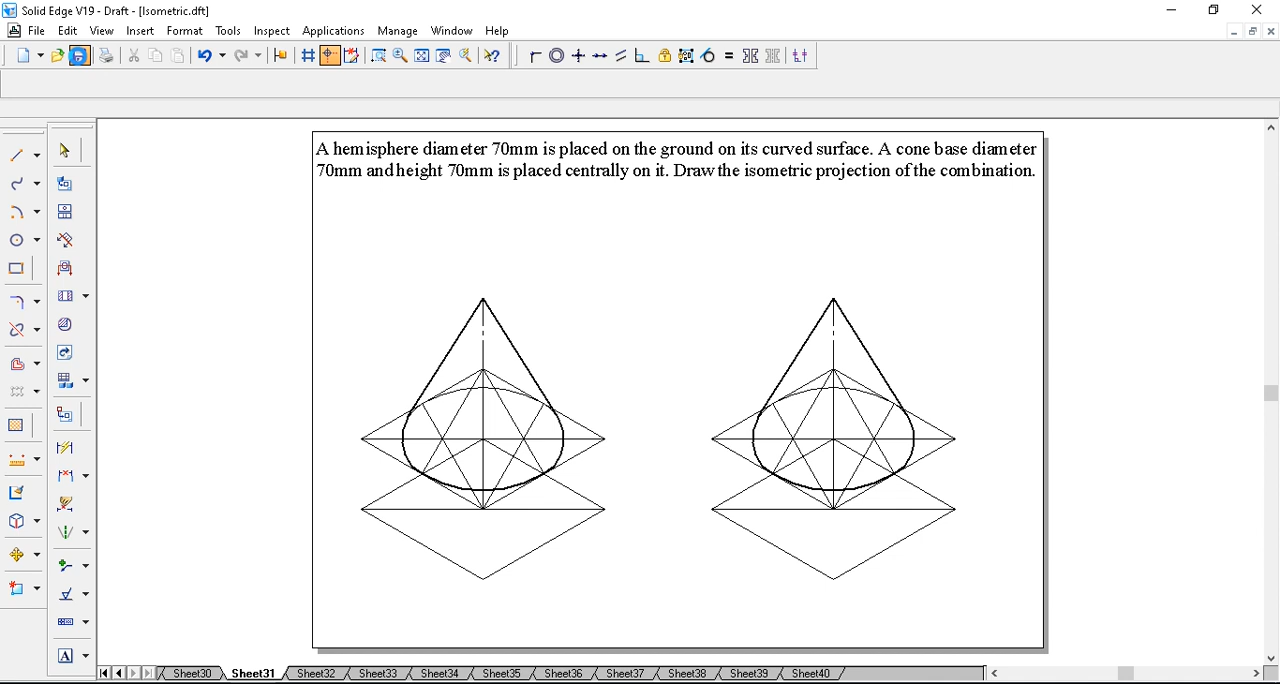 Solid Edge V19 - Draft - [Isometric.dft]
File Edit View Insert Format Tools Inspect Applications Manage Window Help
A hemisphere diameter 70mm is placed on the ground on its curved surface. A cone base diameter
70mm and height 70mm is placed centrally on it. Draw the isometric projection of the combination.
A
Sheet30 Sheet31 Sheet32 Sheet33 Sheet34 Sheet35 Sheet36 Sheet37 Sheet38 Sheet39 Sheet40